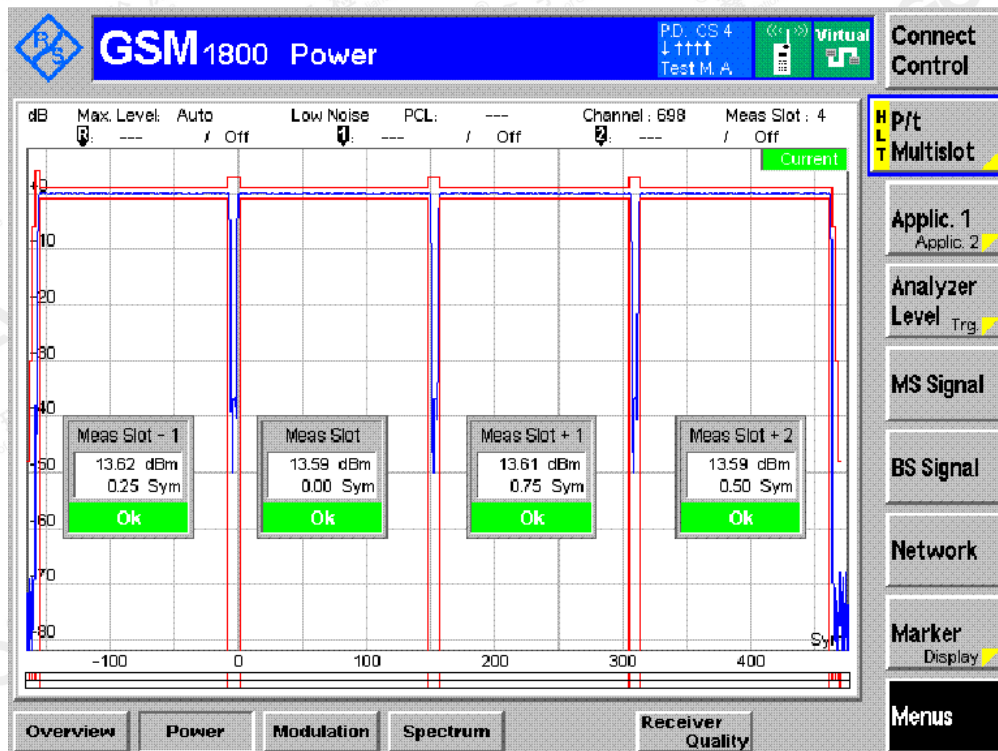 R/S GSM 1800 Power
P.D. CS 4
↓ ↑↑↑↑
Test M. A.
Virtual
Connect
Control
dB Max. Level: Auto Low Noise PCL: --- Channel : 698 Meas Slot : 4
R: --- / Off 1: --- / Off 2: --- / Off
Current
HLT
P/t
Multislot
Applic. 1
Applic. 2
Analyzer
Level Trg.
MS Signal
BS Signal
Network
Marker
Display
Menus
+0
-10
-20
-30
-40
-50
-60
-70
-80
Meas Slot - 1
13.62 dBm
0.25 Sym
Ok
Meas Slot
13.59 dBm
0.00 Sym
Ok
Meas Slot + 1
13.61 dBm
0.75 Sym
Ok
Meas Slot + 2
13.59 dBm
0.50 Sym
Ok
Sym
-100 0 100 200 300 400
Overview Power Modulation Spectrum Receiver
Quality